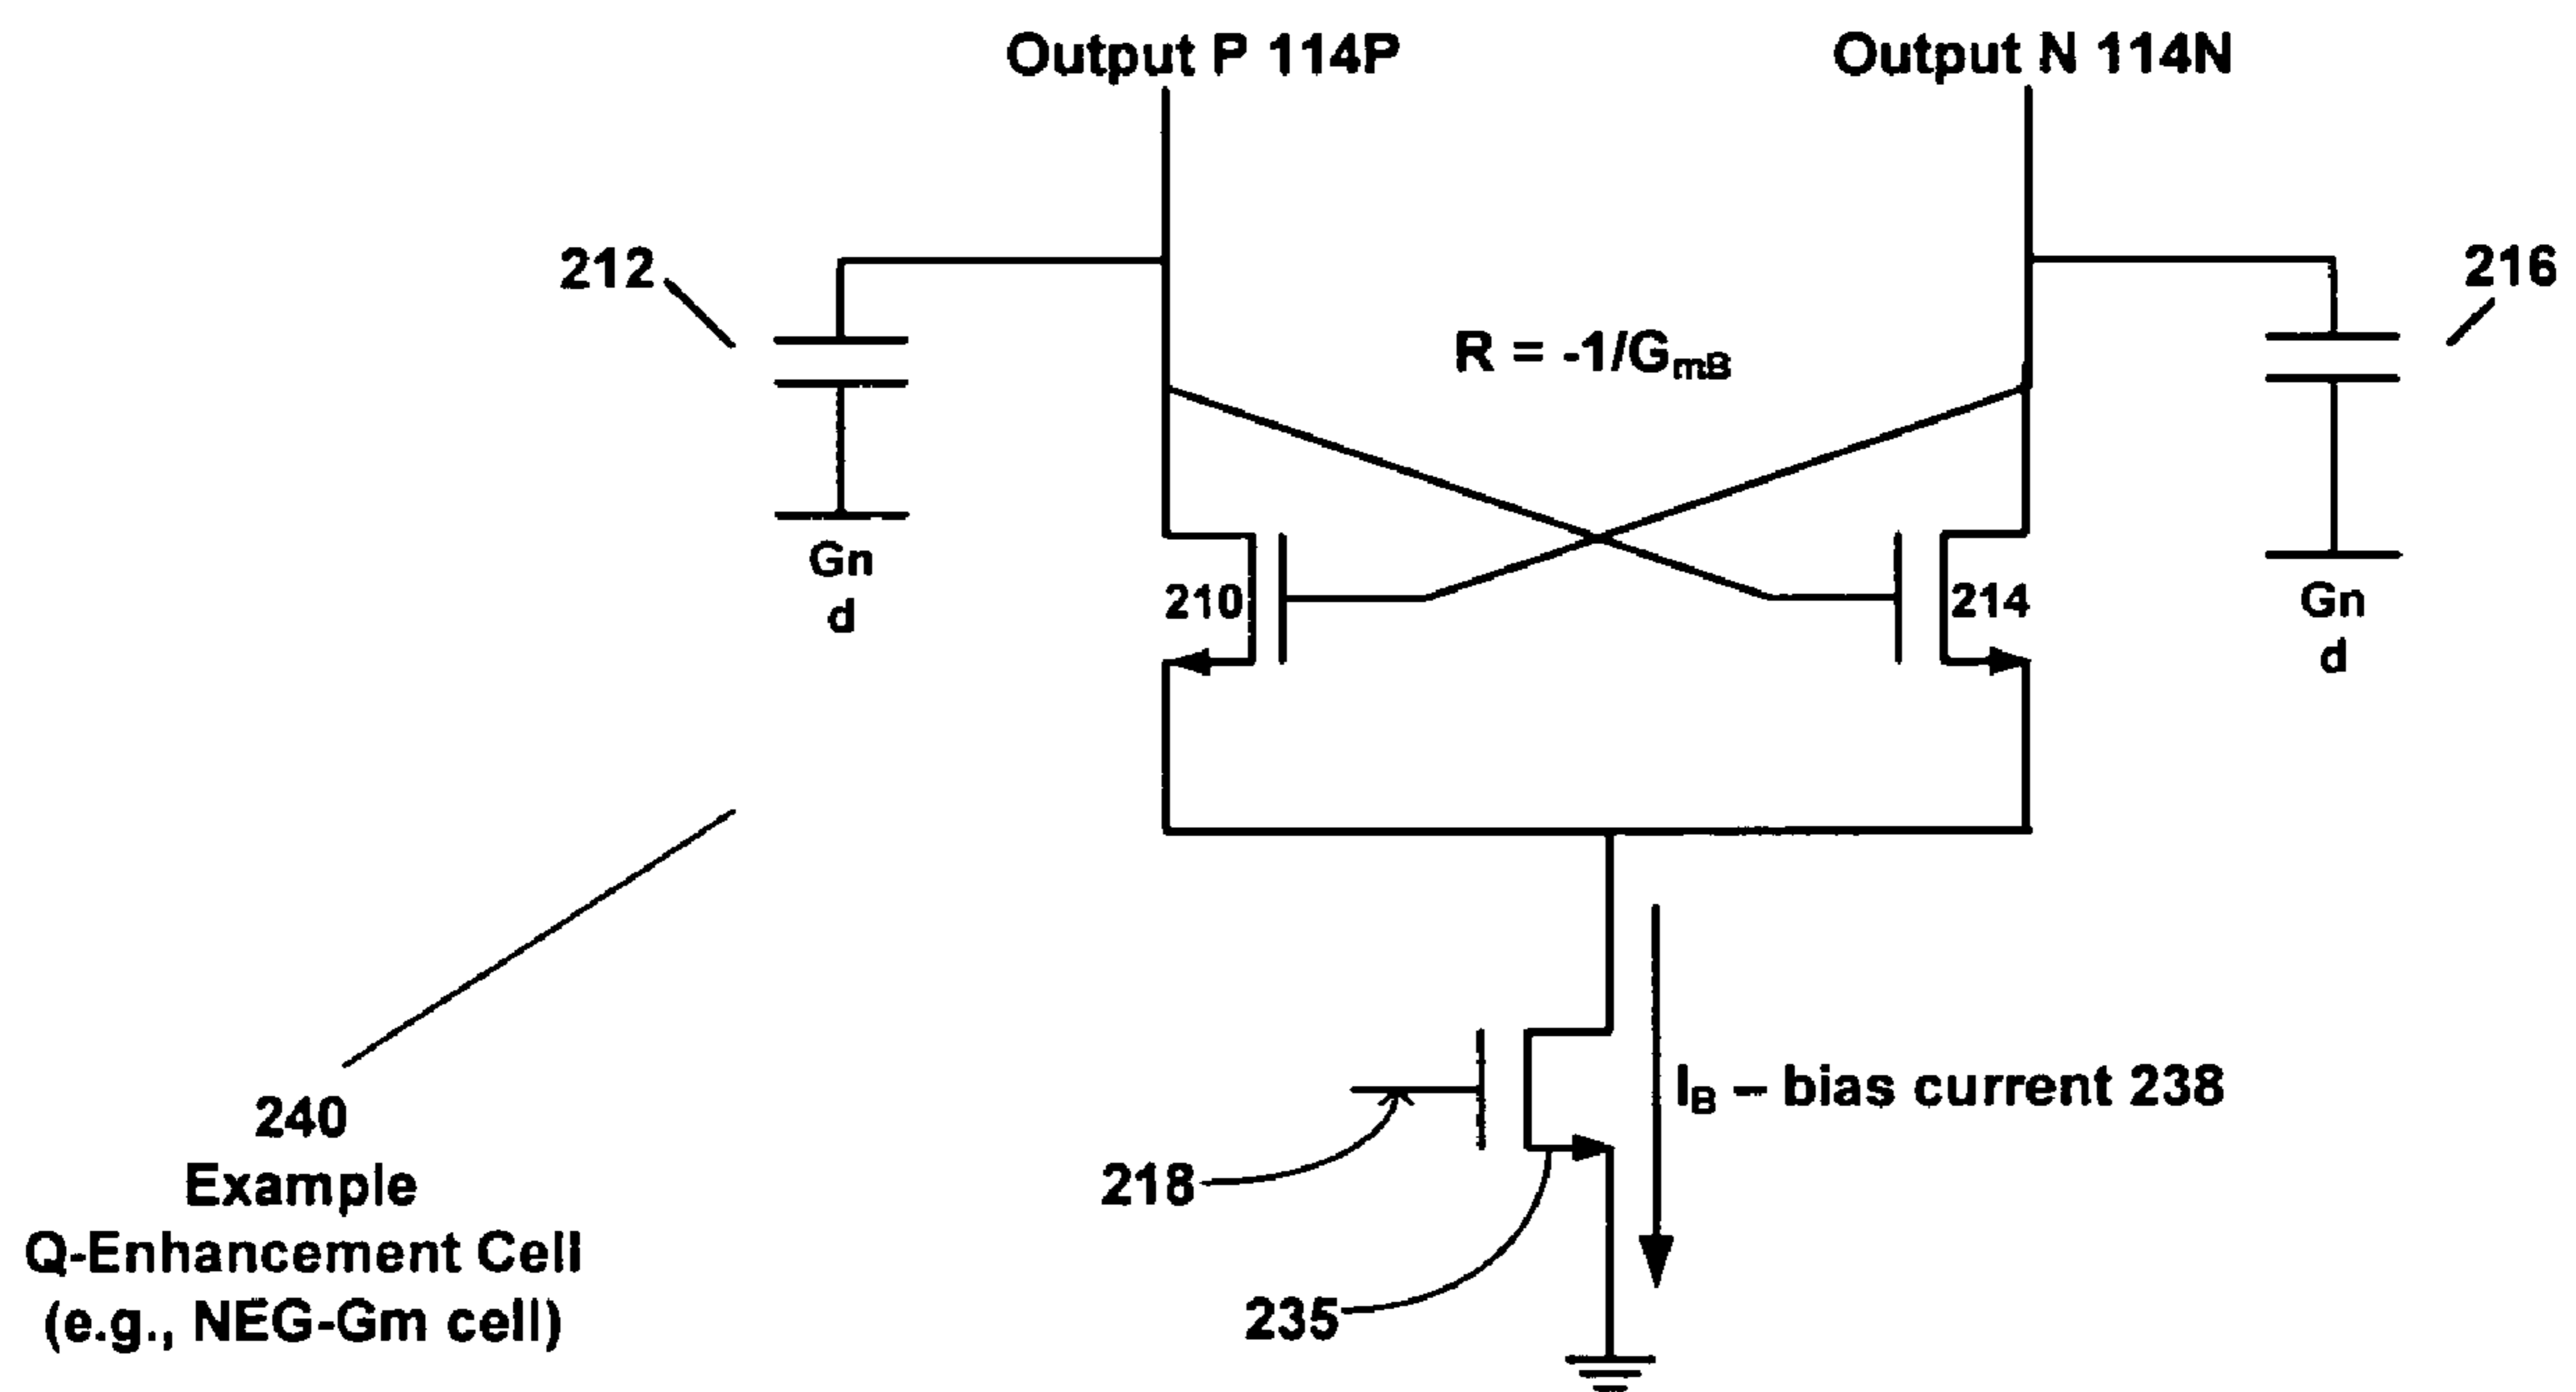 Output P 114P
Output N 114N
212
216
R = -1/GmB
Gn
d
210
214
Gn
d
IB – bias current 238
218
235
240
Example
Q-Enhancement Cell
(e.g., NEG-Gm cell)